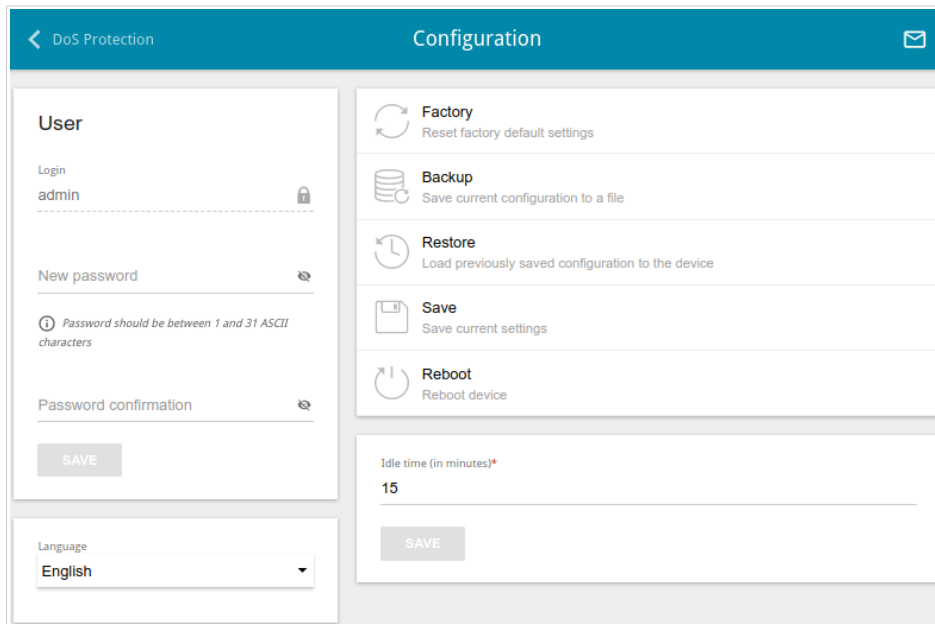 DoS Protection
Configuration
User
Login
admin
New password
Password should be between 1 and 31 ASCII
characters
Password confirmation
SAVE
Language
English
Factory
Reset factory default settings
Backup
Save current configuration to a file
Restore
Load previously saved configuration to the device
Save
Save current settings
Reboot
Reboot device
Idle time (in minutes)*
15
SAVE